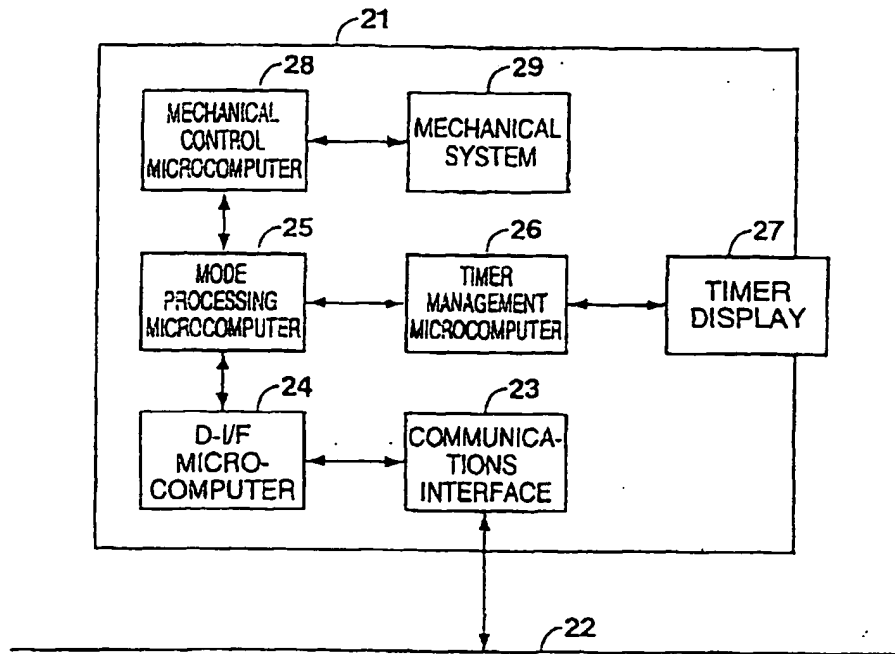 21
28
MECHANICAL
CONTROL
MICROCOMPUTER
29
MECHANICAL
SYSTEM
25
MODE
PROCESSING
MICROCOMPUTER
26
TIMER
MANAGEMENT
MICROCOMPUTER
27
TIMER
DISPLAY
24
D-I/F
MICRO-
COMPUTER
23
COMMUNICA-
TIONS
INTERFACE
22